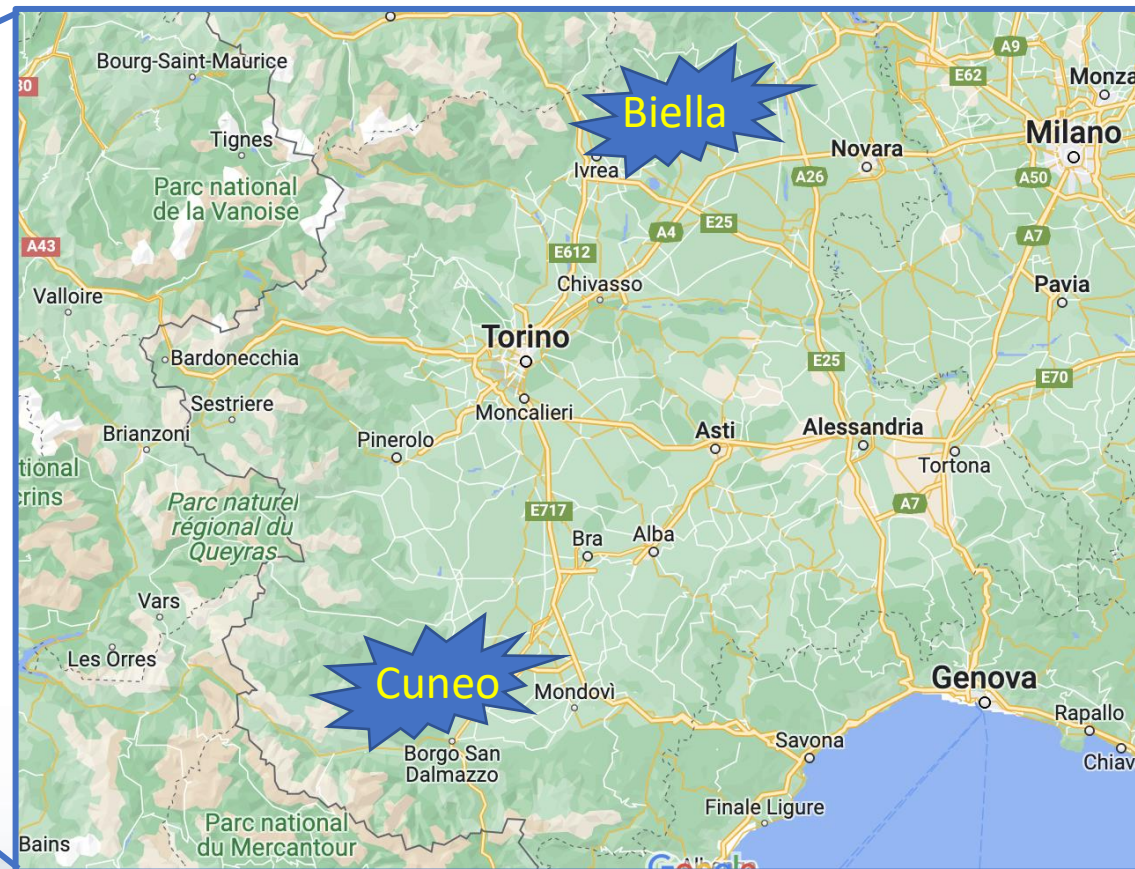 Bourg-Saint-Maurice
A9
E62
Monza
Biella
Milano
Tignes
Novara
Ivrea
A26
A50
Parc national
de la Vanoise
E25
A4
A7
A43
E612
Chivasso
Pavia
Valloire
Torino
Bardonecchia
E25
E70
Sestriere
Moncalieri
Brianzoni
Pinerolo
Asti
Alessandria
Tortona
Parc naturel
régional du
Queyras
E717
A7
Bra
Alba
Vars
Les Orres
Cuneo
Mondovì
Genova
Rapallo
Borgo San
Dalmazzo
Savona
Chiav
Finale Ligure
Parc national
du Mercantour
Bains
Google